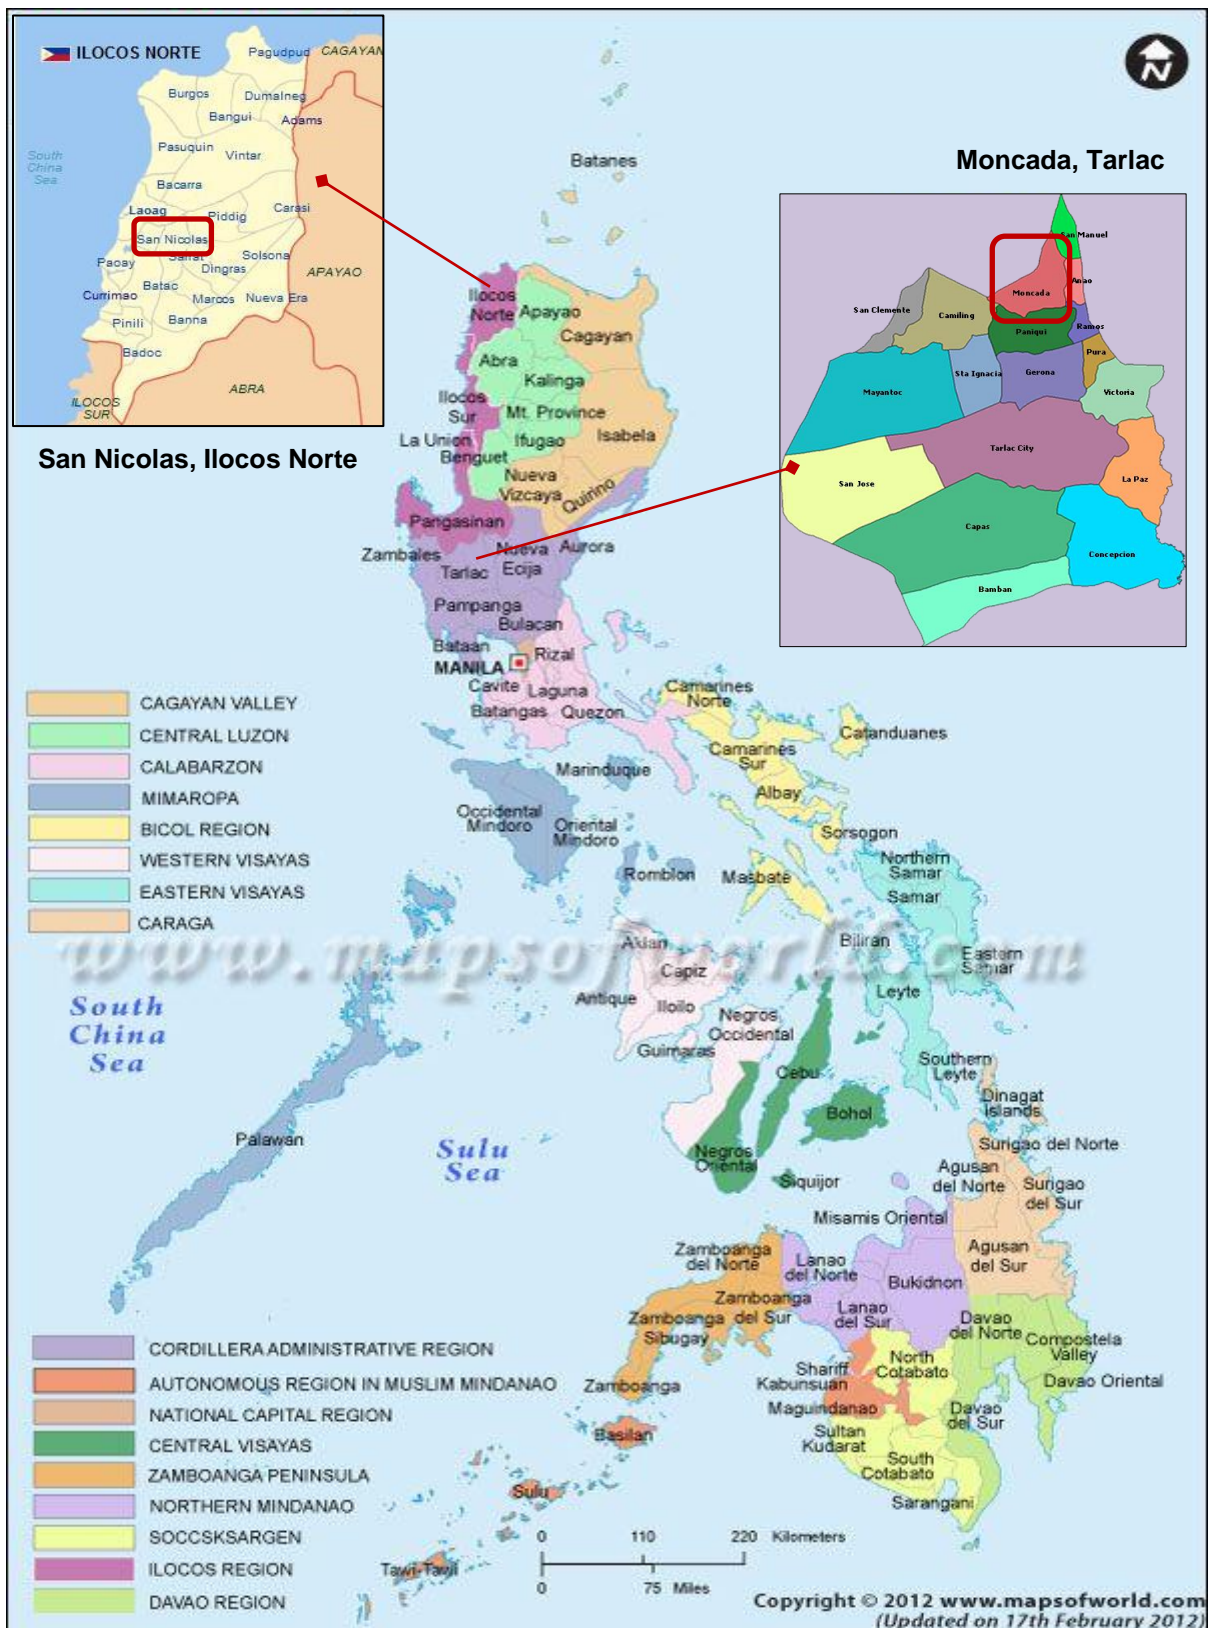 ILOCOS NORTE
Pagudpud
CAGAYAN
Burgos
Dumalneg
Bangui
Adams
Pasuquin
Vintar
South
China
Sea
Bacarra
Laoag
Piddig
Carasi
San Nicolas
Sarrat
Solsona
Paoay
Dingras
APAYAO
Batac
Currimao
Marcos
Nueva Era
Pinili
Banna
Badoc
ABRA
ILOCOS
SUR
San Nicolas, Ilocos Norte
N
Moncada, Tarlac
San Manuel
Moncada
Anao
San Clemente
Camiling
Paniqui
Ramos
Pura
Mayantoc
Sta Ignacia
Gerona
Victoria
Tarlac City
La Paz
San Jose
Capas
Concepcion
Bamban
Batanes
Ilocos
Norte
Apayao
Cagayan
Abra
Kalinga
Ilocos
Sur
Mt. Province
La Union
Ifugao
Isabela
Benguet
Nueva
Vizcaya
Quirino
Pangasinan
Zambales
Nueva
Ecija
Aurora
Tarlac
Pampanga
Bulacan
Bataan
Rizal
MANILA
Cavite
Laguna
Batangas
Quezon
Camarines
Norte
Catanduanes
Camarines
Sur
Marinduque
Albay
Occidental
Mindoro
Oriental
Mindoro
Sorsogon
Romblon
Masbate
Northern
Samar
Samar
CAGAYAN VALLEY
CENTRAL LUZON
CALABARZON
MIMAROPA
BICOL REGION
WESTERN VISAYAS
EASTERN VISAYAS
CARAGA
www.mapsofworld.com
Aklan
Biliran
Capiz
Eastern
Samar
Antique
Iloilo
Leyte
Negros
Occidental
Guimaras
Cebu
Southern
Leyte
Bohol
Dinagat
Islands
South
China
Sea
Palawan
Sulu
Sea
Negros
Oriental
Siquijor
Surigao del Norte
Agusan
del Norte
Surigao
del Sur
Misamis Oriental
Zamboanga
del Norte
Lanao
del Norte
Bukidnon
Agusan
del Sur
Zamboanga
del Sur
Zamboanga
Sibugay
Lanao
del Sur
Davao
del Norte
Compostela
Valley
Shariff
Kabunsuan
North
Cotabato
Zamboanga
Davao Oriental
Maguindanao
Davao
del Sur
Basilan
Sultan
Kudarat
South
Cotabato
Sulu
Sarangani
Tawi-Tawi
CORDILLERA ADMINISTRATIVE REGION
AUTONOMOUS REGION IN MUSLIM MINDANAO
NATIONAL CAPITAL REGION
CENTRAL VISAYAS
ZAMBOANGA PENINSULA
NORTHERN MINDANAO
SOCCSKSARGEN
ILOCOS REGION
DAVAO REGION
0 110 220 Kilometers
0 75 Miles
Copyright © 2012 www.mapsofworld.com
(Updated on 17th February 2012)